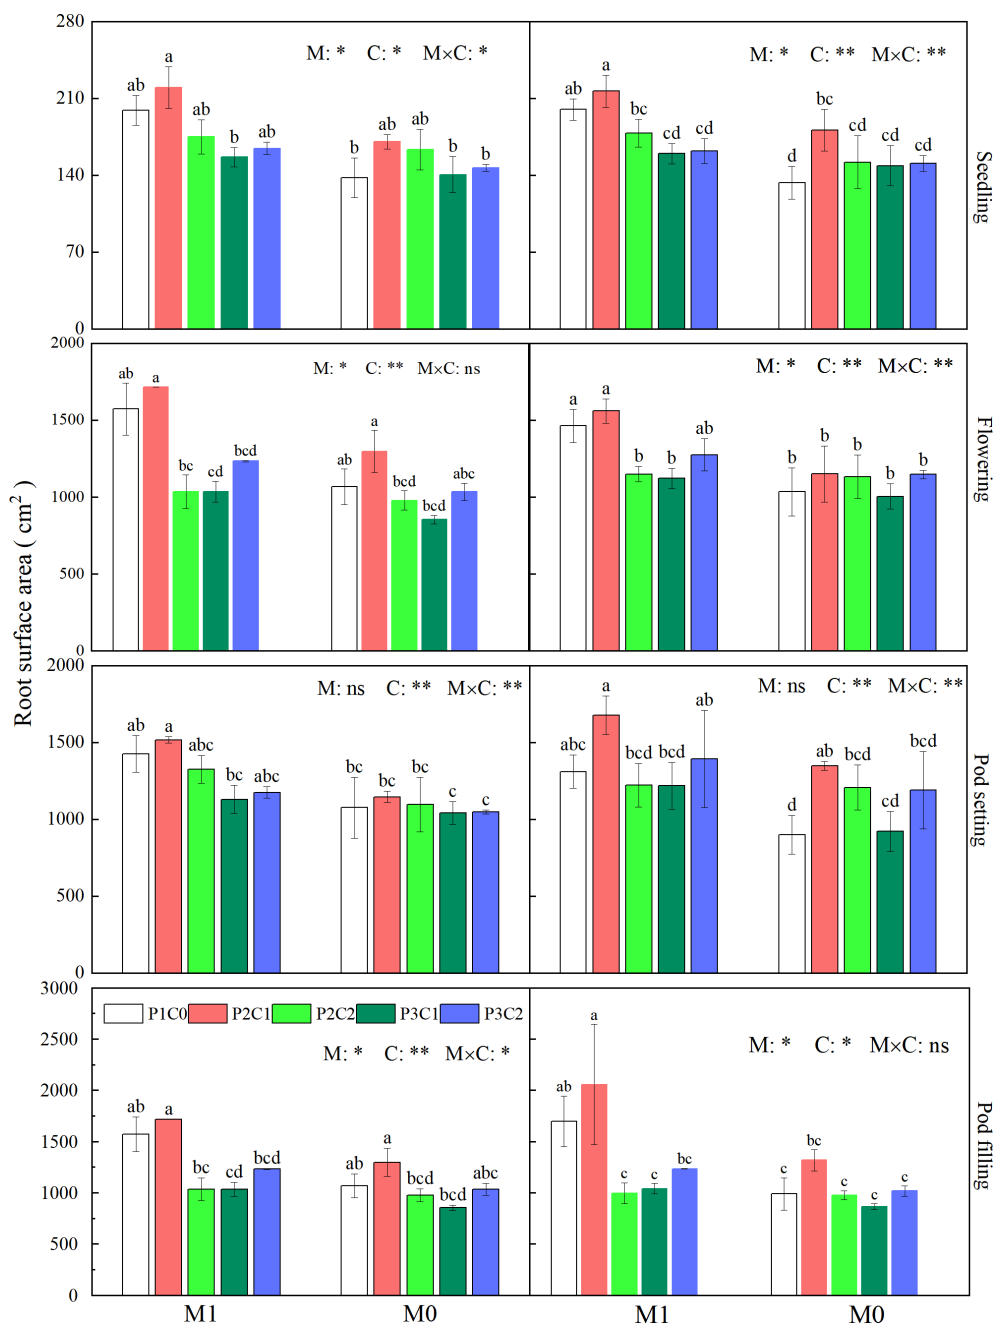 280
M: * C: * M×C: *
M: * C: ** M×C: **
a
a
ab
ab
210
ab
ab
bc
ab
bc
b
ab
cd
cd
b
b
b
d
cd
cd
cd
140
70
0
Seedling
2000
M: * C: ** M×C: ns
M: * C: ** M×C: **
ab
a
a
a
1500
a
ab
bcd
bc
cd
ab
bcd
bcd
abc
b
b
b
b
b
b
b
1000
500
0
Flowering
Root surface area ( cm2 )
2000
M: ns C: ** M×C: **
M: ns C: ** M×C: **
ab
a
abc
bc
abc
bc
bc
bc
c
c
abc
a
bcd
bcd
ab
d
ab
bcd
cd
bcd
1500
1000
500
0
Pod setting
3000
P1C0 P2C1 P2C2 P3C1 P3C2
M: * C: ** M×C: *
M: * C: * M×C: ns
2500
2000
1500
1000
500
0
ab
a
bc
cd
bcd
ab
a
bcd
bcd
abc
ab
a
c
c
bc
c
bc
c
c
c
Pod filling
M1 M0 M1 M0